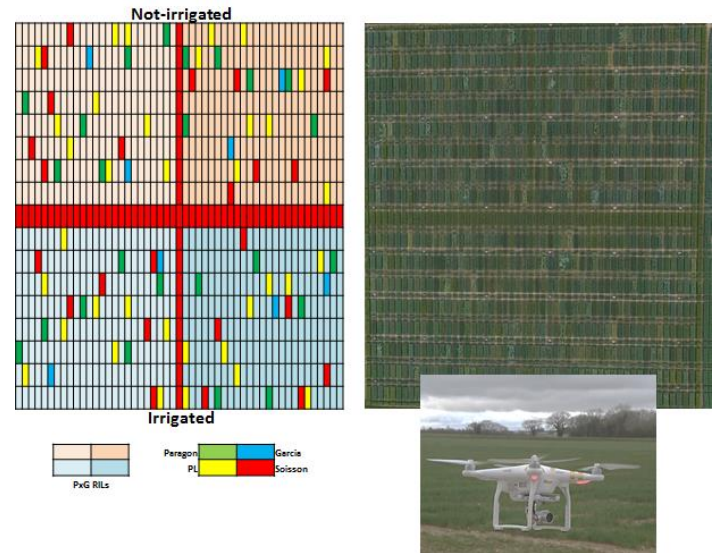 Not-irrigated
Irrigated
Paragon
Garcia
PL
Soisson
PxG RILs